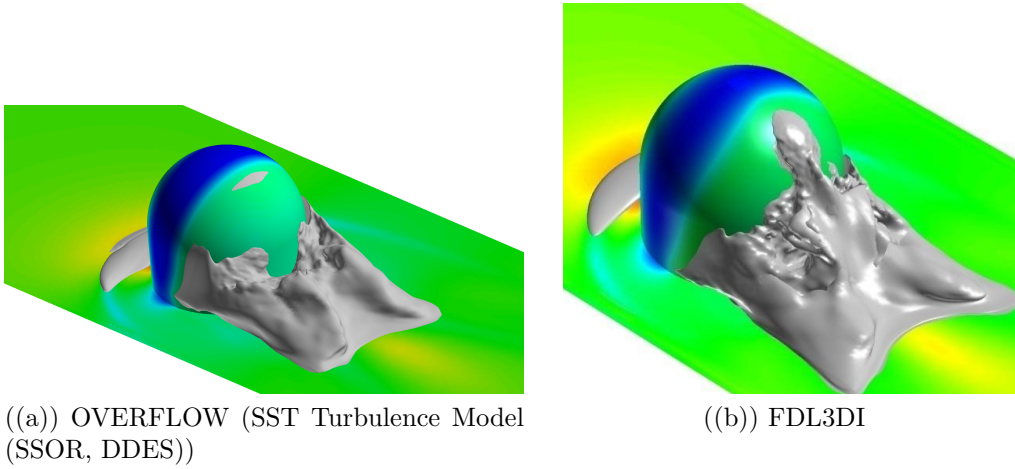 ((a)) OVERFLOW (SST Turbulence Model
(SSOR, DDES))
((b)) FDL3DI